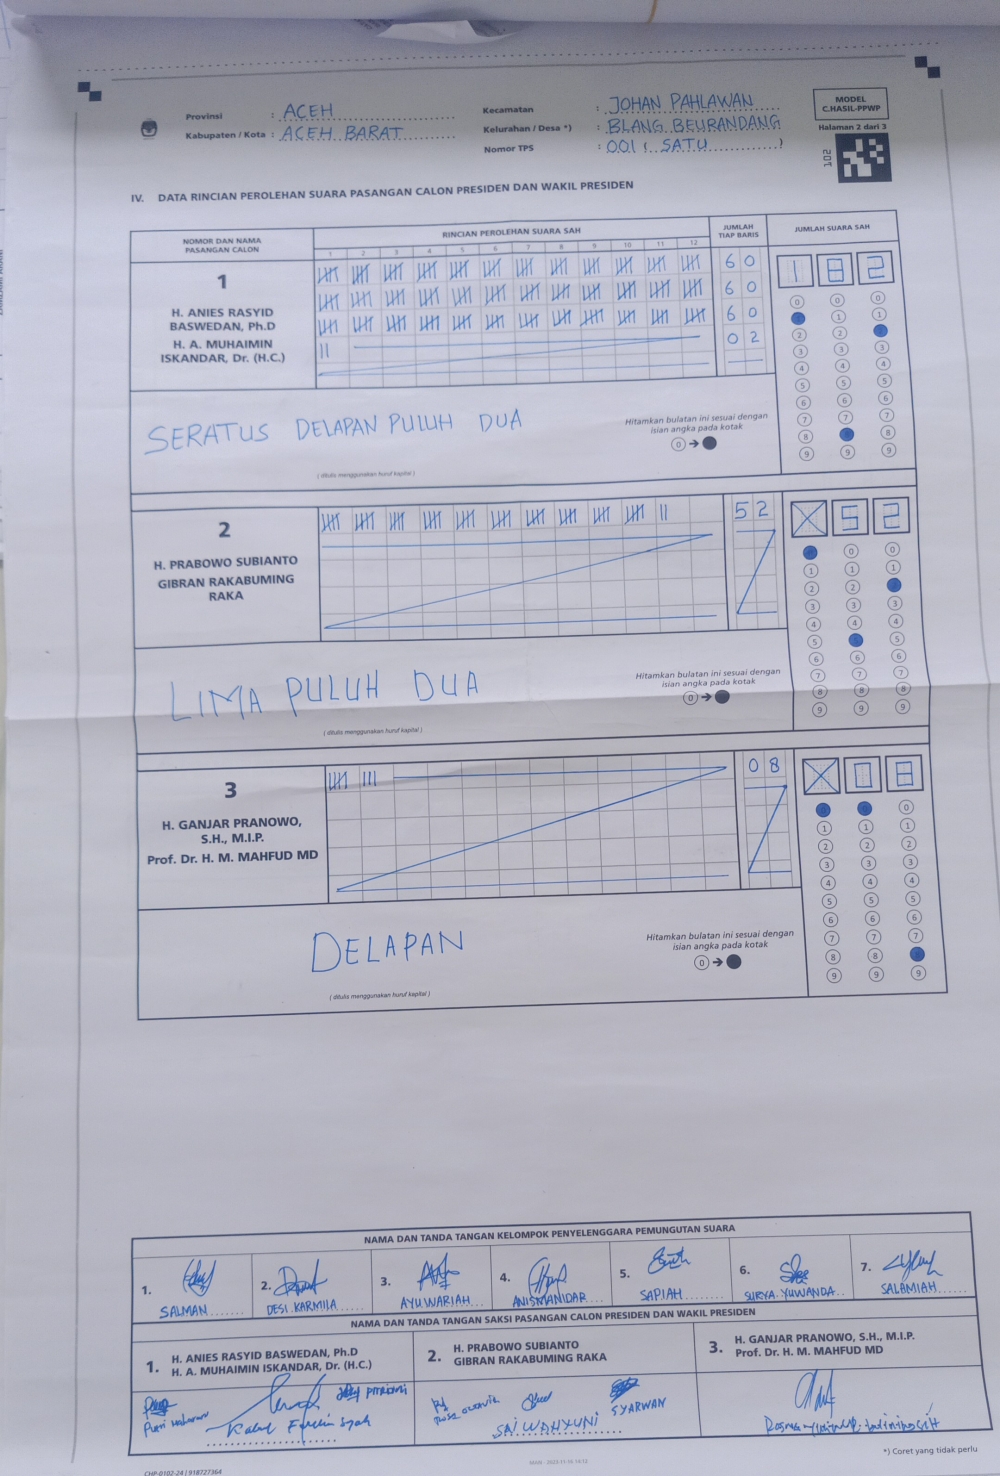 Provinsi : ACEH
Kabupaten / Kota : ACEH BARAT
Kecamatan : JOHAN PAHLAWAN
Kelurahan / Desa *) : BLANG BEURANDANG
Nomor TPS : 001 ( SATU )
MODEL
C.HASIL-PPWP
Halaman 2 dari 3
102
IV. DATA RINCIAN PEROLEHAN SUARA PASANGAN CALON PRESIDEN DAN WAKIL PRESIDEN
NOMOR DAN NAMA
PASANGAN CALON
RINCIAN PEROLEHAN SUARA SAH
1 2 3 4 5 6 7 8 9 10 11 12
JUMLAH
TIAP BARIS
JUMLAH SUARA SAH
1
H. ANIES RASYID
BASWEDAN, Ph.D
H. A. MUHAIMIN
ISKANDAR, Dr. (H.C.)
60
60
60
02
1 8 2
SERATUS DELAPAN PULUH DUA
Hitamkan bulatan ini sesuai dengan
isian angka pada kotak
( ditulis menggunakan huruf kapital )
2
H. PRABOWO SUBIANTO
GIBRAN RAKABUMING
RAKA
52
X 5 2
LIMA PULUH DUA
Hitamkan bulatan ini sesuai dengan
isian angka pada kotak
( ditulis menggunakan huruf kapital )
3
H. GANJAR PRANOWO,
S.H., M.I.P.
Prof. Dr. H. M. MAHFUD MD
08
X 0 8
DELAPAN
Hitamkan bulatan ini sesuai dengan
isian angka pada kotak
( ditulis menggunakan huruf kapital )
NAMA DAN TANDA TANGAN KELOMPOK PENYELENGGARA PEMUNGUTAN SUARA
1. SALMAN
2. DESI KARMILA
3. AYU WARIAH
4. ANISMANIDAR
5. SAPIAH
6. SURYA YUWANDA
7. SALAMIAH
NAMA DAN TANDA TANGAN SAKSI PASANGAN CALON PRESIDEN DAN WAKIL PRESIDEN
1. H. ANIES RASYID BASWEDAN, Ph.D
H. A. MUHAIMIN ISKANDAR, Dr. (H.C.)
2. H. PRABOWO SUBIANTO
GIBRAN RAKABUMING RAKA
3. H. GANJAR PRANOWO, S.H., M.I.P.
Prof. Dr. H. M. MAHFUD MD
SYARWAN
SRI WAHYUNI
*) Coret yang tidak perlu
CHP-0102-24 | 918727364